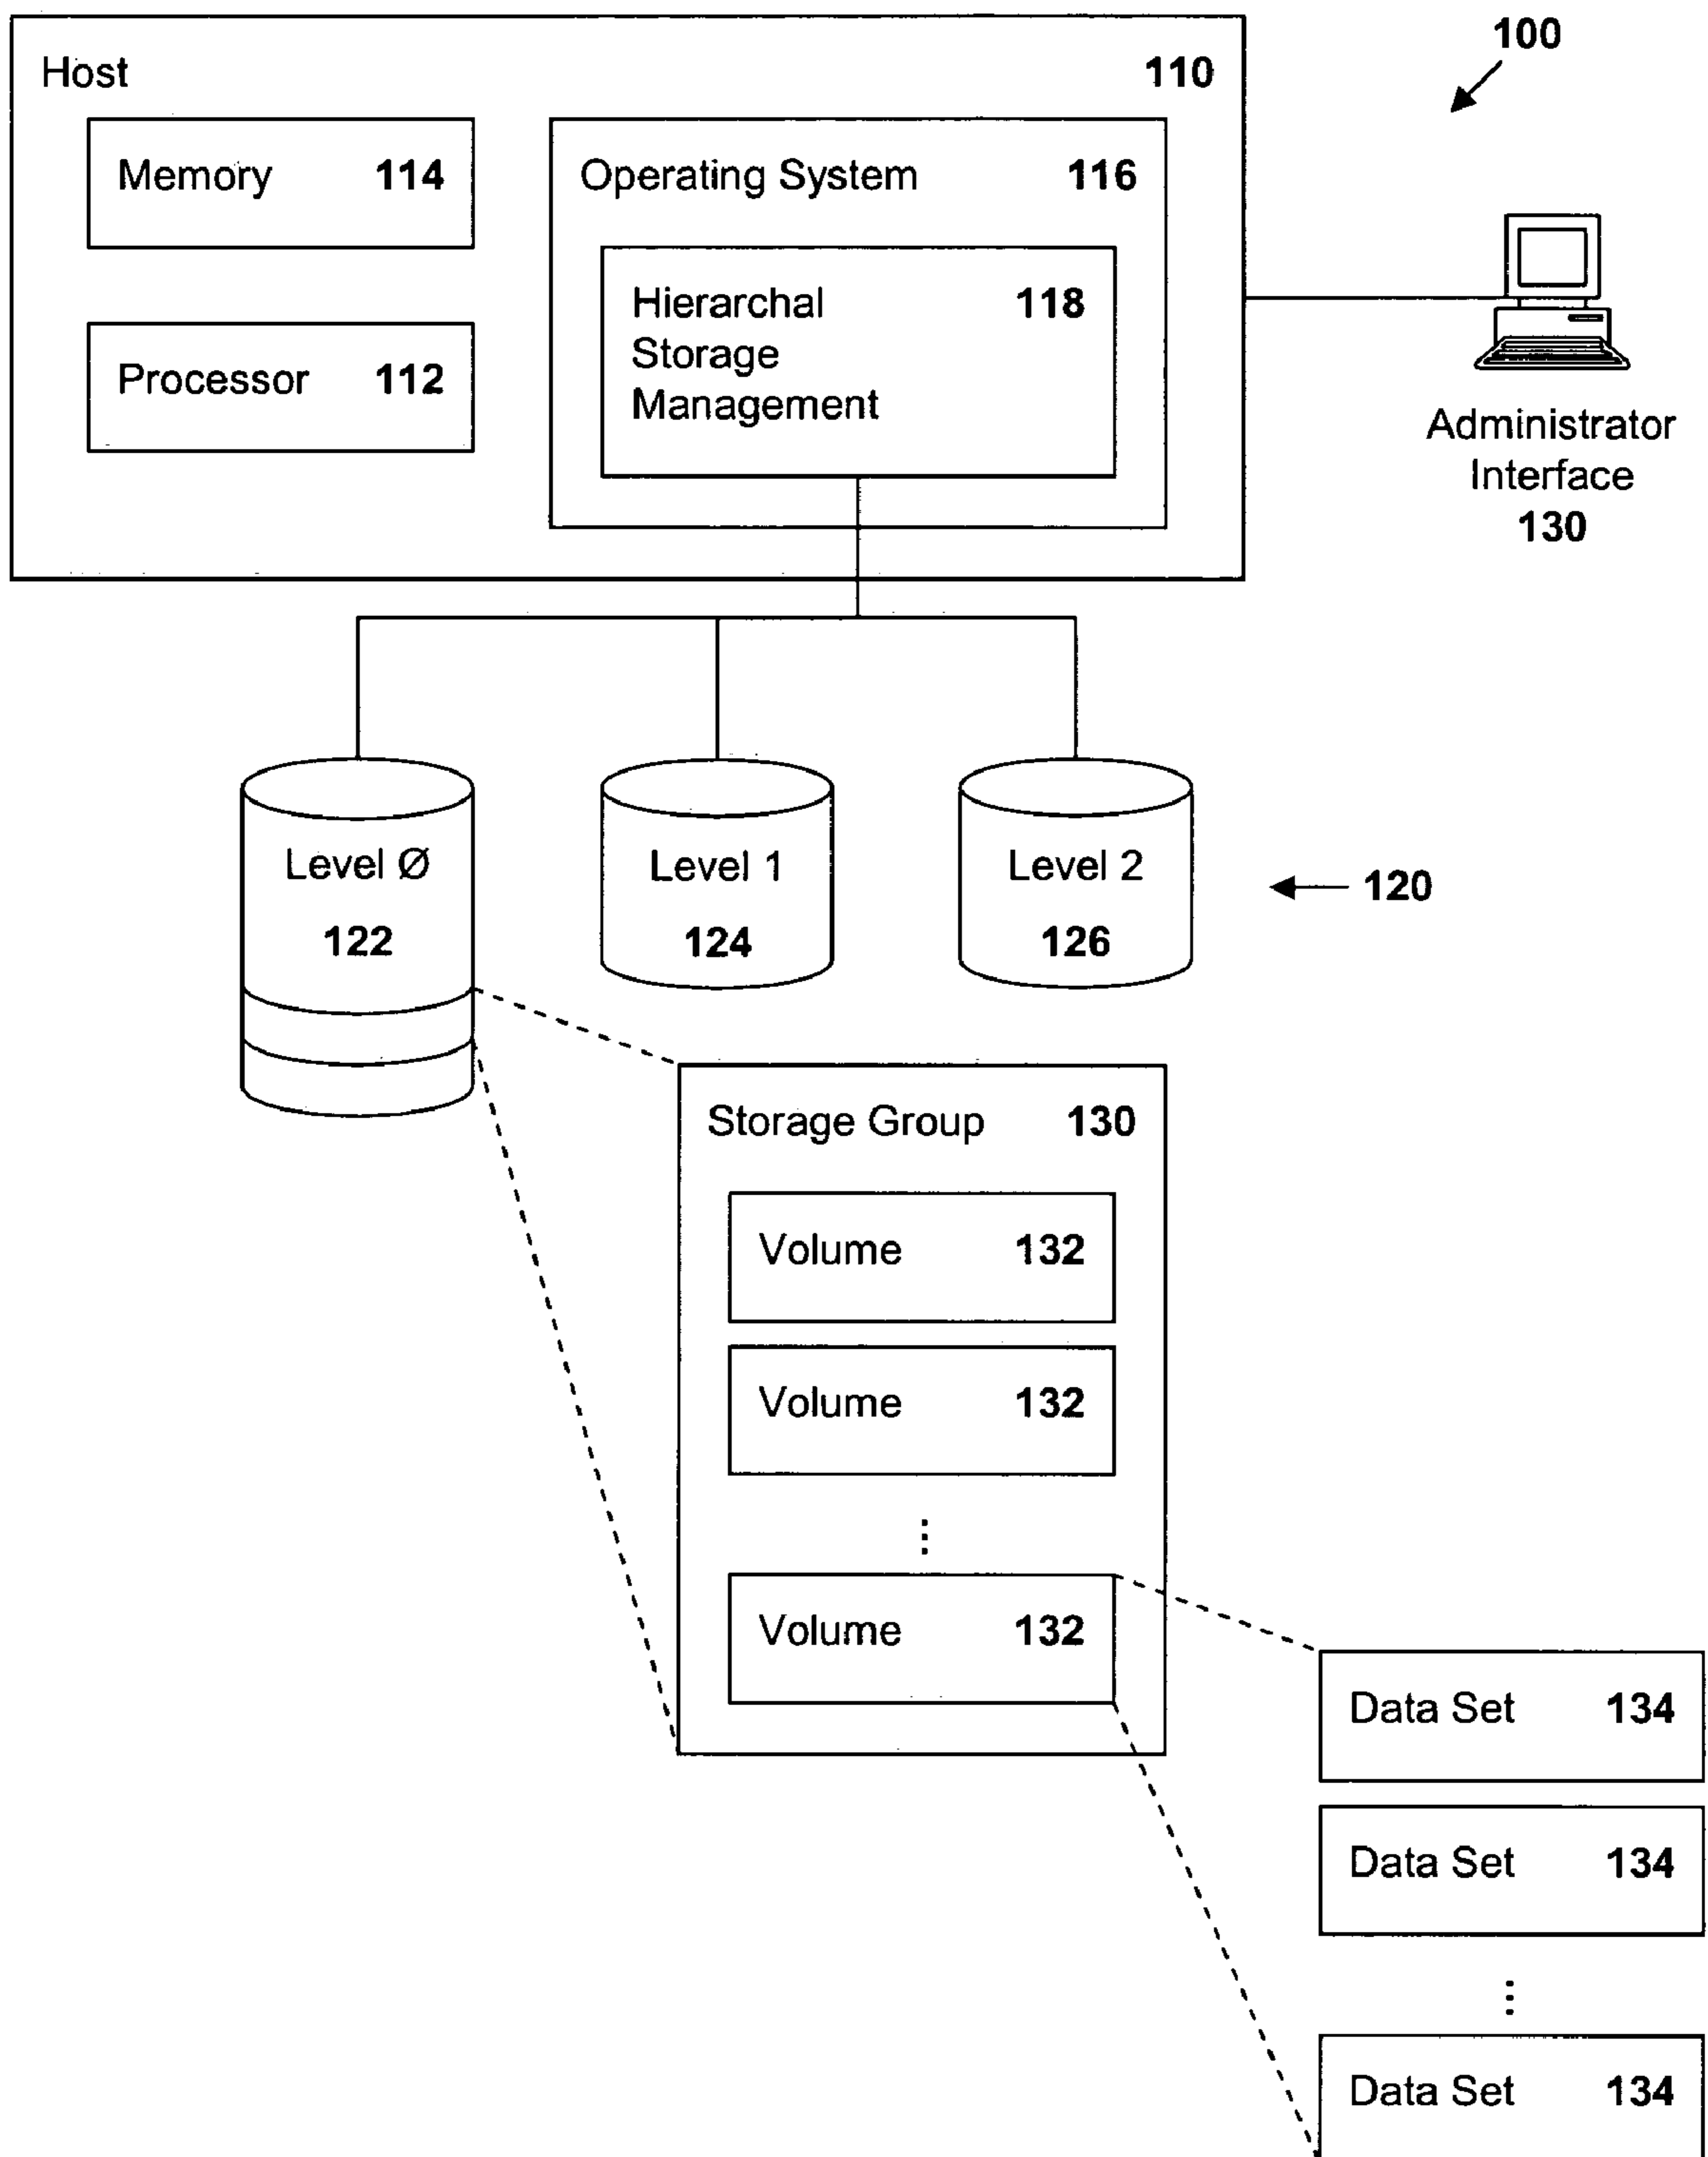 100
Host 110
Memory 114
Operating System 116
Hierarchal 118
Storage
Management
Processor 112
Administrator
Interface
130
Level Ø
122
Level 1
124
Level 2
126
120
Storage Group 130
Volume 132
Volume 132
⋮
Volume 132
Data Set 134
Data Set 134
⋮
Data Set 134